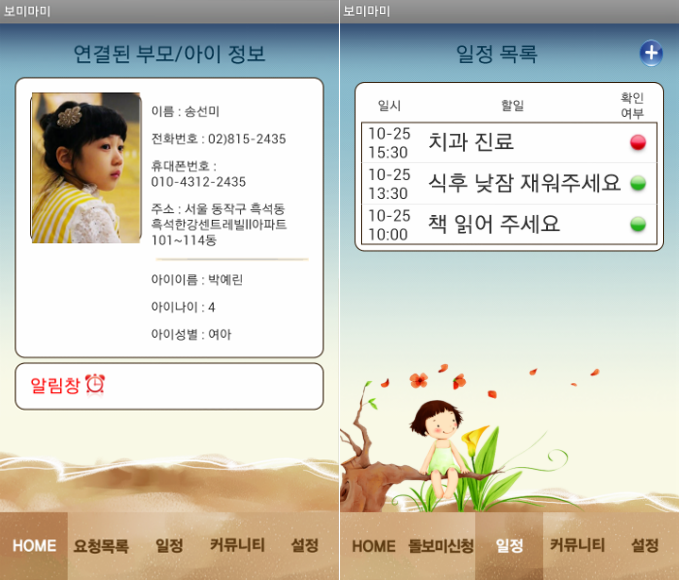 보미마미
연결된 부모/아이 정보
이름 : 송선미
전화번호 : 02)815-2435
휴대폰번호 :
010-4312-2435
주소 : 서울 동작구 흑석동
흑석한강센트레빌II아파트
101~114동
아이이름 : 박예린
아이나이 : 4
아이성별 : 여아
알림창
HOME 요청목록 일정 커뮤니티 설정
보미마미
일정 목록
일시 할일 확인
여부
10-25
15:30 치과 진료
10-25
13:30 식후 낮잠 재워주세요
10-25
10:00 책 읽어 주세요
HOME 돌보미신청 일정 커뮤니티 설정